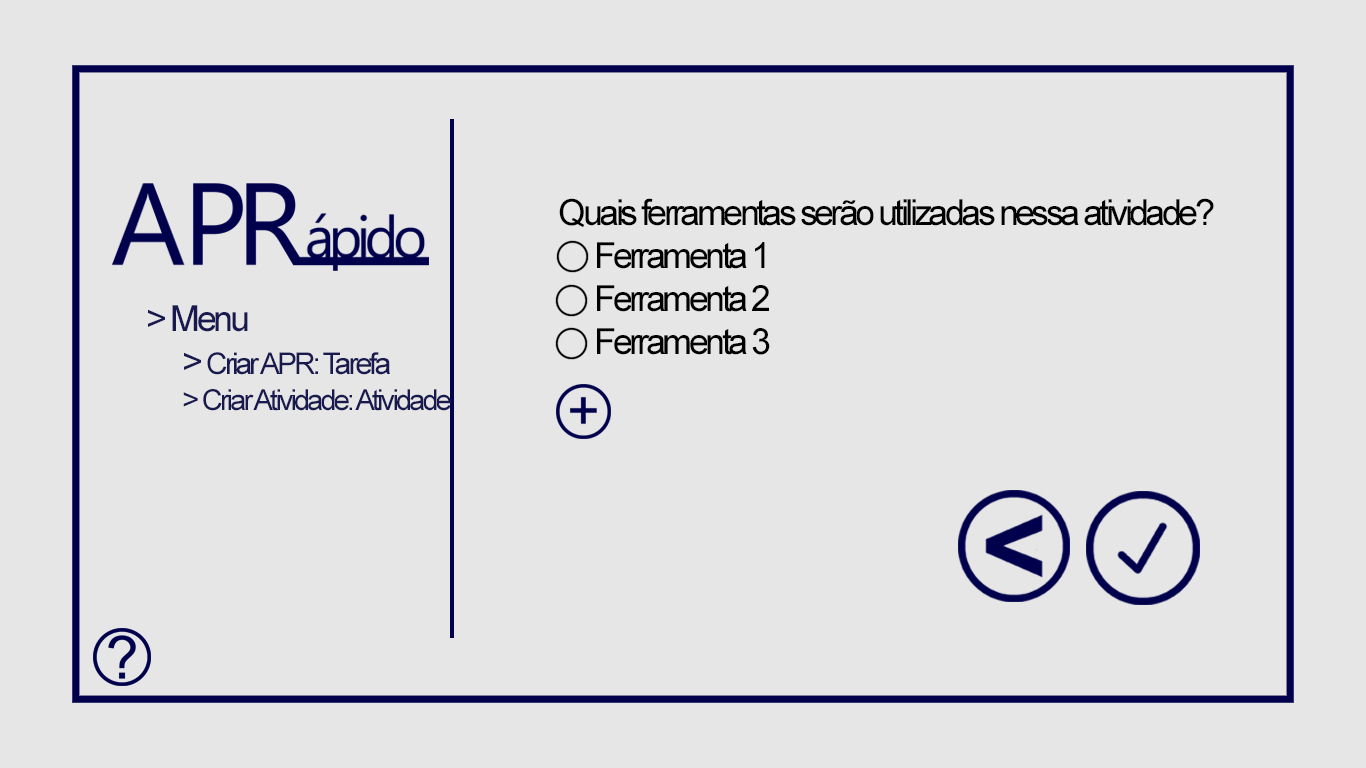 APRápido
> Menu
> Criar APR: Tarefa
> Criar Atividade: Atividade
?
Quais ferramentas serão utilizadas nessa atividade?
Ferramenta 1
Ferramenta 2
Ferramenta 3
+
<